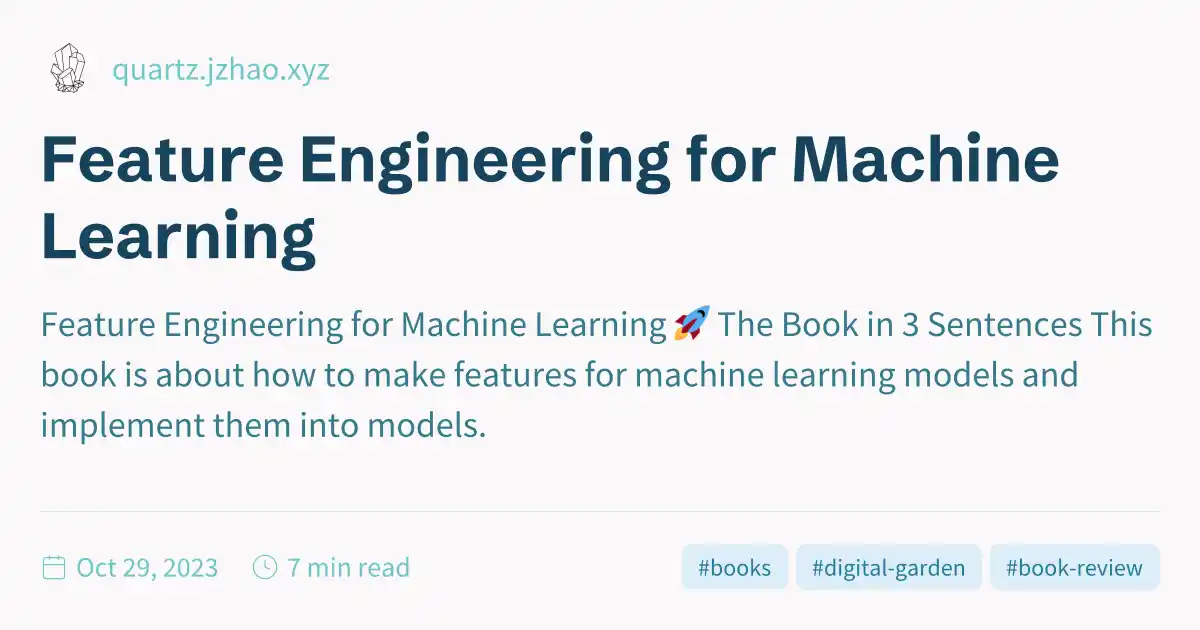 quartz.jzhao.xyz
Feature Engineering for Machine
Learning
Feature Engineering for Machine Learning 🚀 The Book in 3 Sentences This
book is about how to make features for machine learning models and
implement them into models.
Oct 29, 2023 7 min read #books #digital-garden #book-review